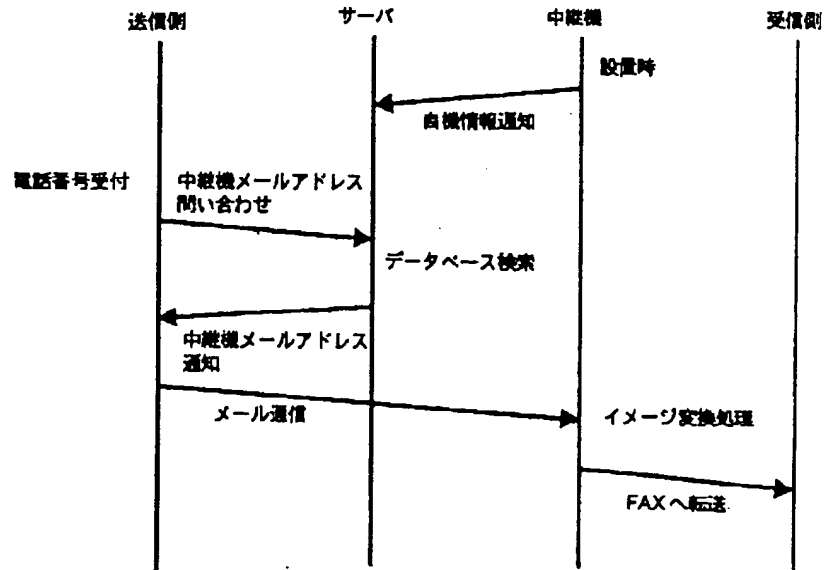 送信側
サーバ
中継機
受信側
設置時
自機情報通知
電話番号受付
中継機メールアドレス
問い合わせ
データベース検索
中継機メールアドレス
通知
メール通信
イメージ変換処理
FAXへ転送